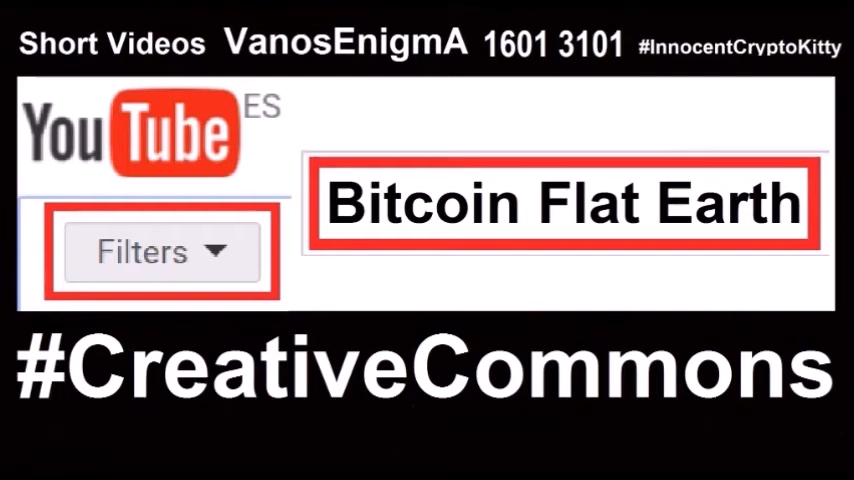 Short Videos VanosEnigmA 1601 3101 #InnocentCryptoKitty
YouTube ES
Bitcoin Flat Earth
Filters
#CreativeCommons